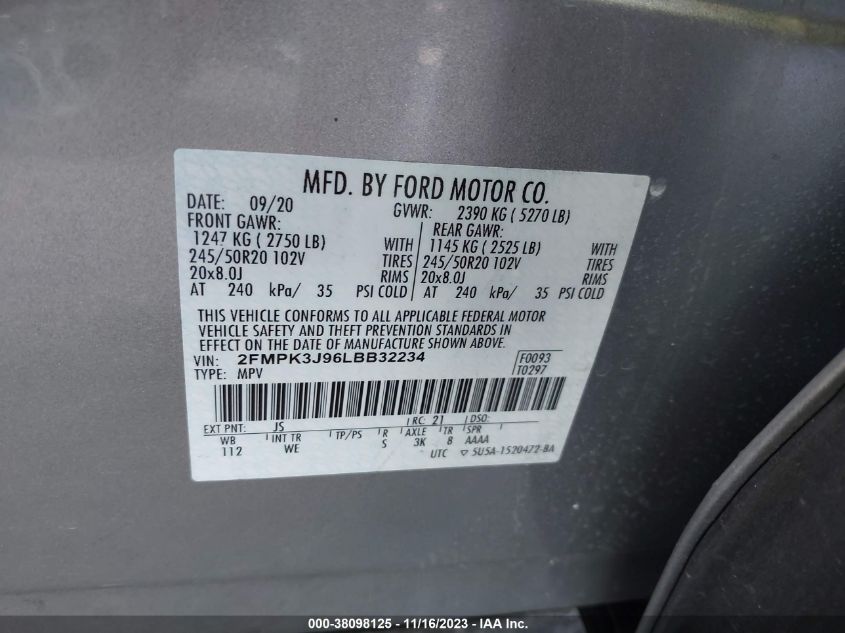 MFD. BY FORD MOTOR CO.
DATE: 09/20 GVWR: 2390 KG ( 5270 LB)
FRONT GAWR: REAR GAWR:
1247 KG ( 2750 LB) WITH 1145 KG ( 2525 LB) WITH
245/50R20 102V TIRES 245/50R20 102V TIRES
20x8.0J RIMS 20x8.0J RIMS
AT 240 kPa/ 35 PSI COLD AT 240 kPa/ 35 PSI COLD
THIS VEHICLE CONFORMS TO ALL APPLICABLE FEDERAL MOTOR
VEHICLE SAFETY AND THEFT PREVENTION STANDARDS IN
EFFECT ON THE DATE OF MANUFACTURE SHOWN ABOVE.
VIN: 2FMPK3J96LBB32234 F0093
TYPE: MPV T0297
EXT PNT: JS RC: 21 DSO:
WB INT TR TP/PS R AXLE TR SPR
112 WE S 3K 8 AAAA
UTC ▽ 5U5A-1520472-BA
000-38098125 - 11/16/2023 - USA - IAA Inc.